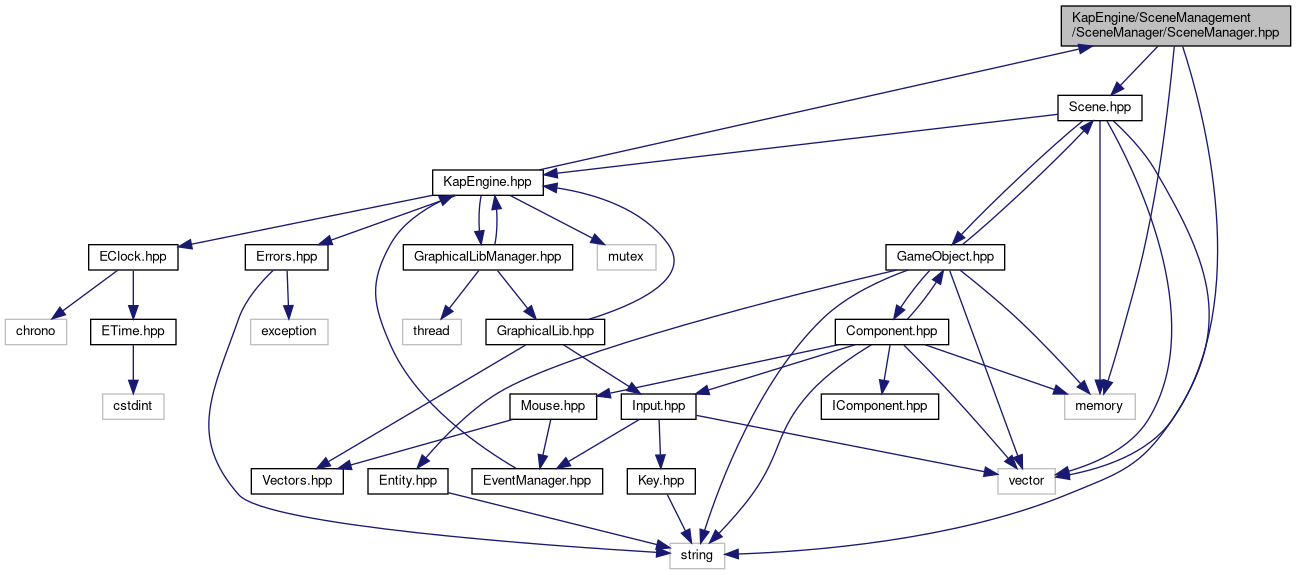 KapEngine/SceneManagement
/SceneManager/SceneManager.hpp
Scene.hpp
KapEngine.hpp
EClock.hpp
Errors.hpp
GraphicalLibManager.hpp
mutex
GameObject.hpp
chrono
ETime.hpp
exception
thread
GraphicalLib.hpp
Component.hpp
cstdint
Mouse.hpp
Input.hpp
IComponent.hpp
memory
Vectors.hpp
Entity.hpp
EventManager.hpp
Key.hpp
vector
string